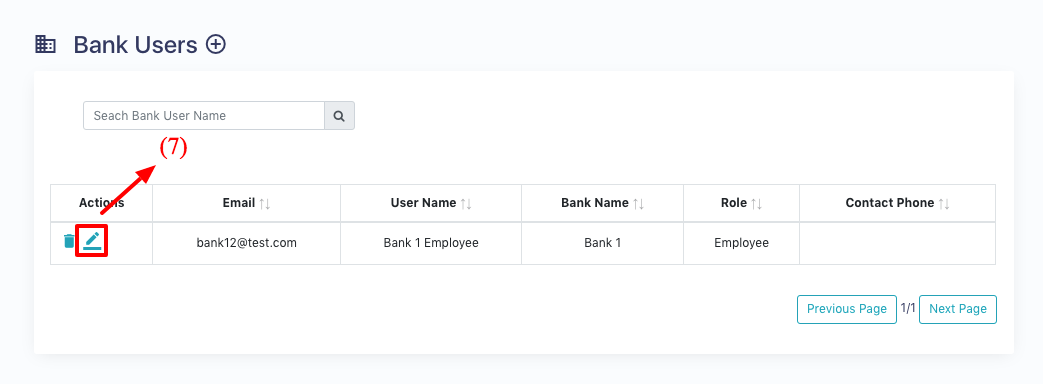 Bank Users
Seach Bank User Name
(7)
Actions Email User Name Bank Name Role Contact Phone
bank12@test.com Bank 1 Employee Bank 1 Employee
Previous Page 1/1 Next Page